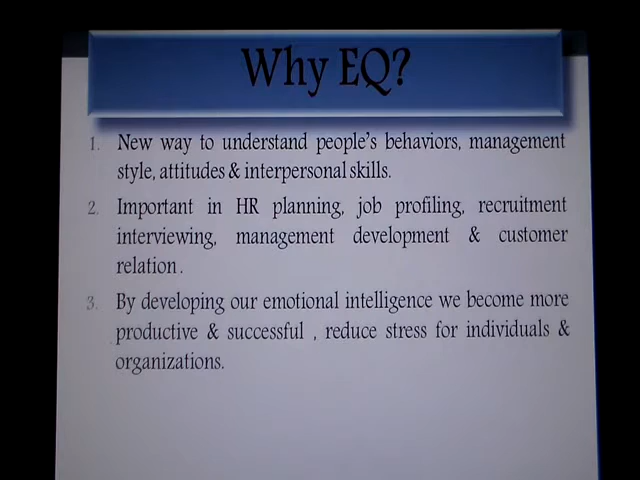 Why EQ?
1. New way to understand people's behaviors, management
style, attitudes & interpersonal skills.
2. Important in HR planning, job profiling, recruitment
interviewing, management development & customer
relation .
3. By developing our emotional intelligence we become more
productive & successful , reduce stress for individuals &
organizations.